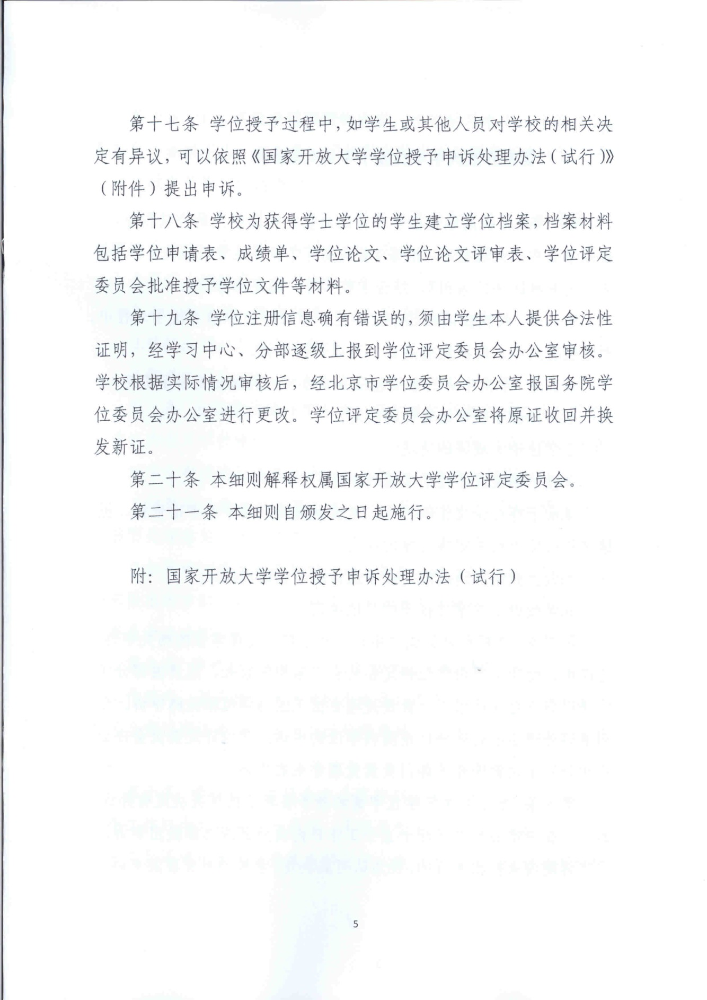 第十七条 学位授予过程中，如学生或其他人员对学校的相关决
定有异议，可以依照《国家开放大学学位授予申诉处理办法（试行）》
（附件）提出申诉。
第十八条 学校为获得学士学位的学生建立学位档案，档案材料
包括学位申请表、成绩单、学位论文、学位论文评审表、学位评定
委员会批准授予学位文件等材料。
第十九条 学位注册信息确有错误的，须由学生本人提供合法性
证明，经学习中心、分部逐级上报到学位评定委员会办公室审核。
学校根据实际情况审核后，经北京市学位委员会办公室报国务院学
位委员会办公室进行更改。学位评定委员会办公室将原证收回并换
发新证。
第二十条 本细则解释权属国家开放大学学位评定委员会。
第二十一条 本细则自颁发之日起施行。
附：国家开放大学学位授予申诉处理办法（试行）
5